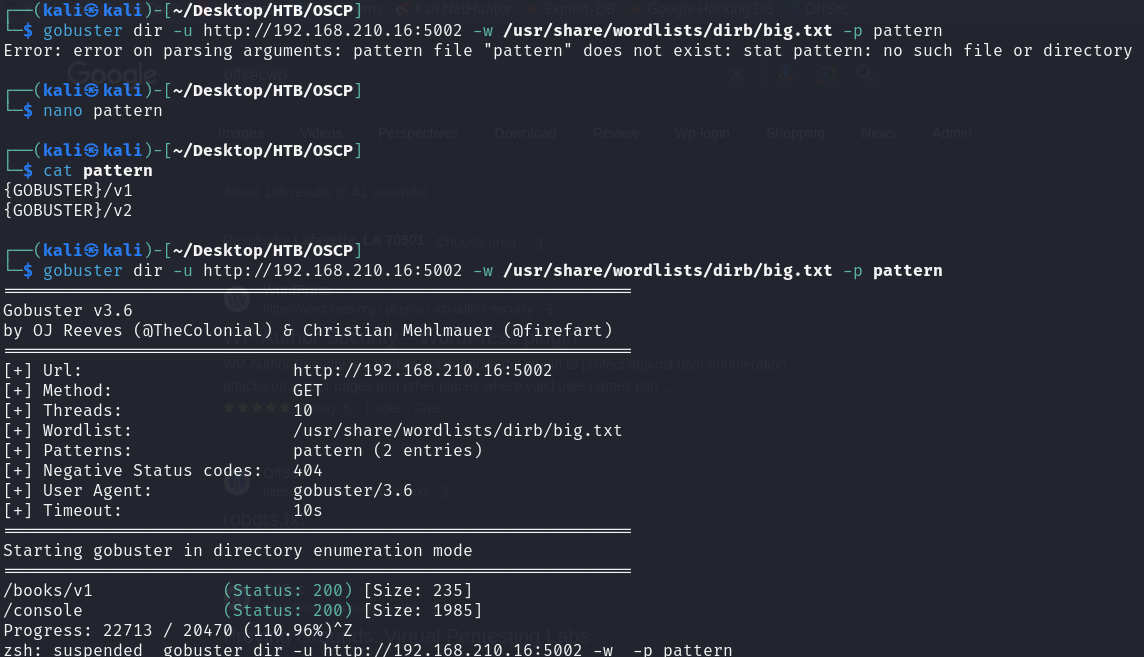 ┌──(kali㉿kali)-[~/Desktop/HTB/OSCP]
└─$ gobuster dir -u http://192.168.210.16:5002 -w /usr/share/wordlists/dirb/big.txt -p pattern
Error: error on parsing arguments: pattern file "pattern" does not exist: stat pattern: no such file or directory
┌──(kali㉿kali)-[~/Desktop/HTB/OSCP]
└─$ nano pattern
┌──(kali㉿kali)-[~/Desktop/HTB/OSCP]
└─$ cat pattern
{GOBUSTER}/v1
{GOBUSTER}/v2
┌──(kali㉿kali)-[~/Desktop/HTB/OSCP]
└─$ gobuster dir -u http://192.168.210.16:5002 -w /usr/share/wordlists/dirb/big.txt -p pattern
===============================================================
Gobuster v3.6
by OJ Reeves (@TheColonial) & Christian Mehlmauer (@firefart)
===============================================================
[+] Url:                     http://192.168.210.16:5002
[+] Method:                  GET
[+] Threads:                 10
[+] Wordlist:                /usr/share/wordlists/dirb/big.txt
[+] Patterns:                pattern (2 entries)
[+] Negative Status codes:   404
[+] User Agent:              gobuster/3.6
[+] Timeout:                 10s
===============================================================
Starting gobuster in directory enumeration mode
===============================================================
/books/v1             (Status: 200) [Size: 235]
/console              (Status: 200) [Size: 1985]
Progress: 22713 / 20470 (110.96%)^Z
zsh: suspended  gobuster dir -u http://192.168.210.16:5002 -w  -p pattern